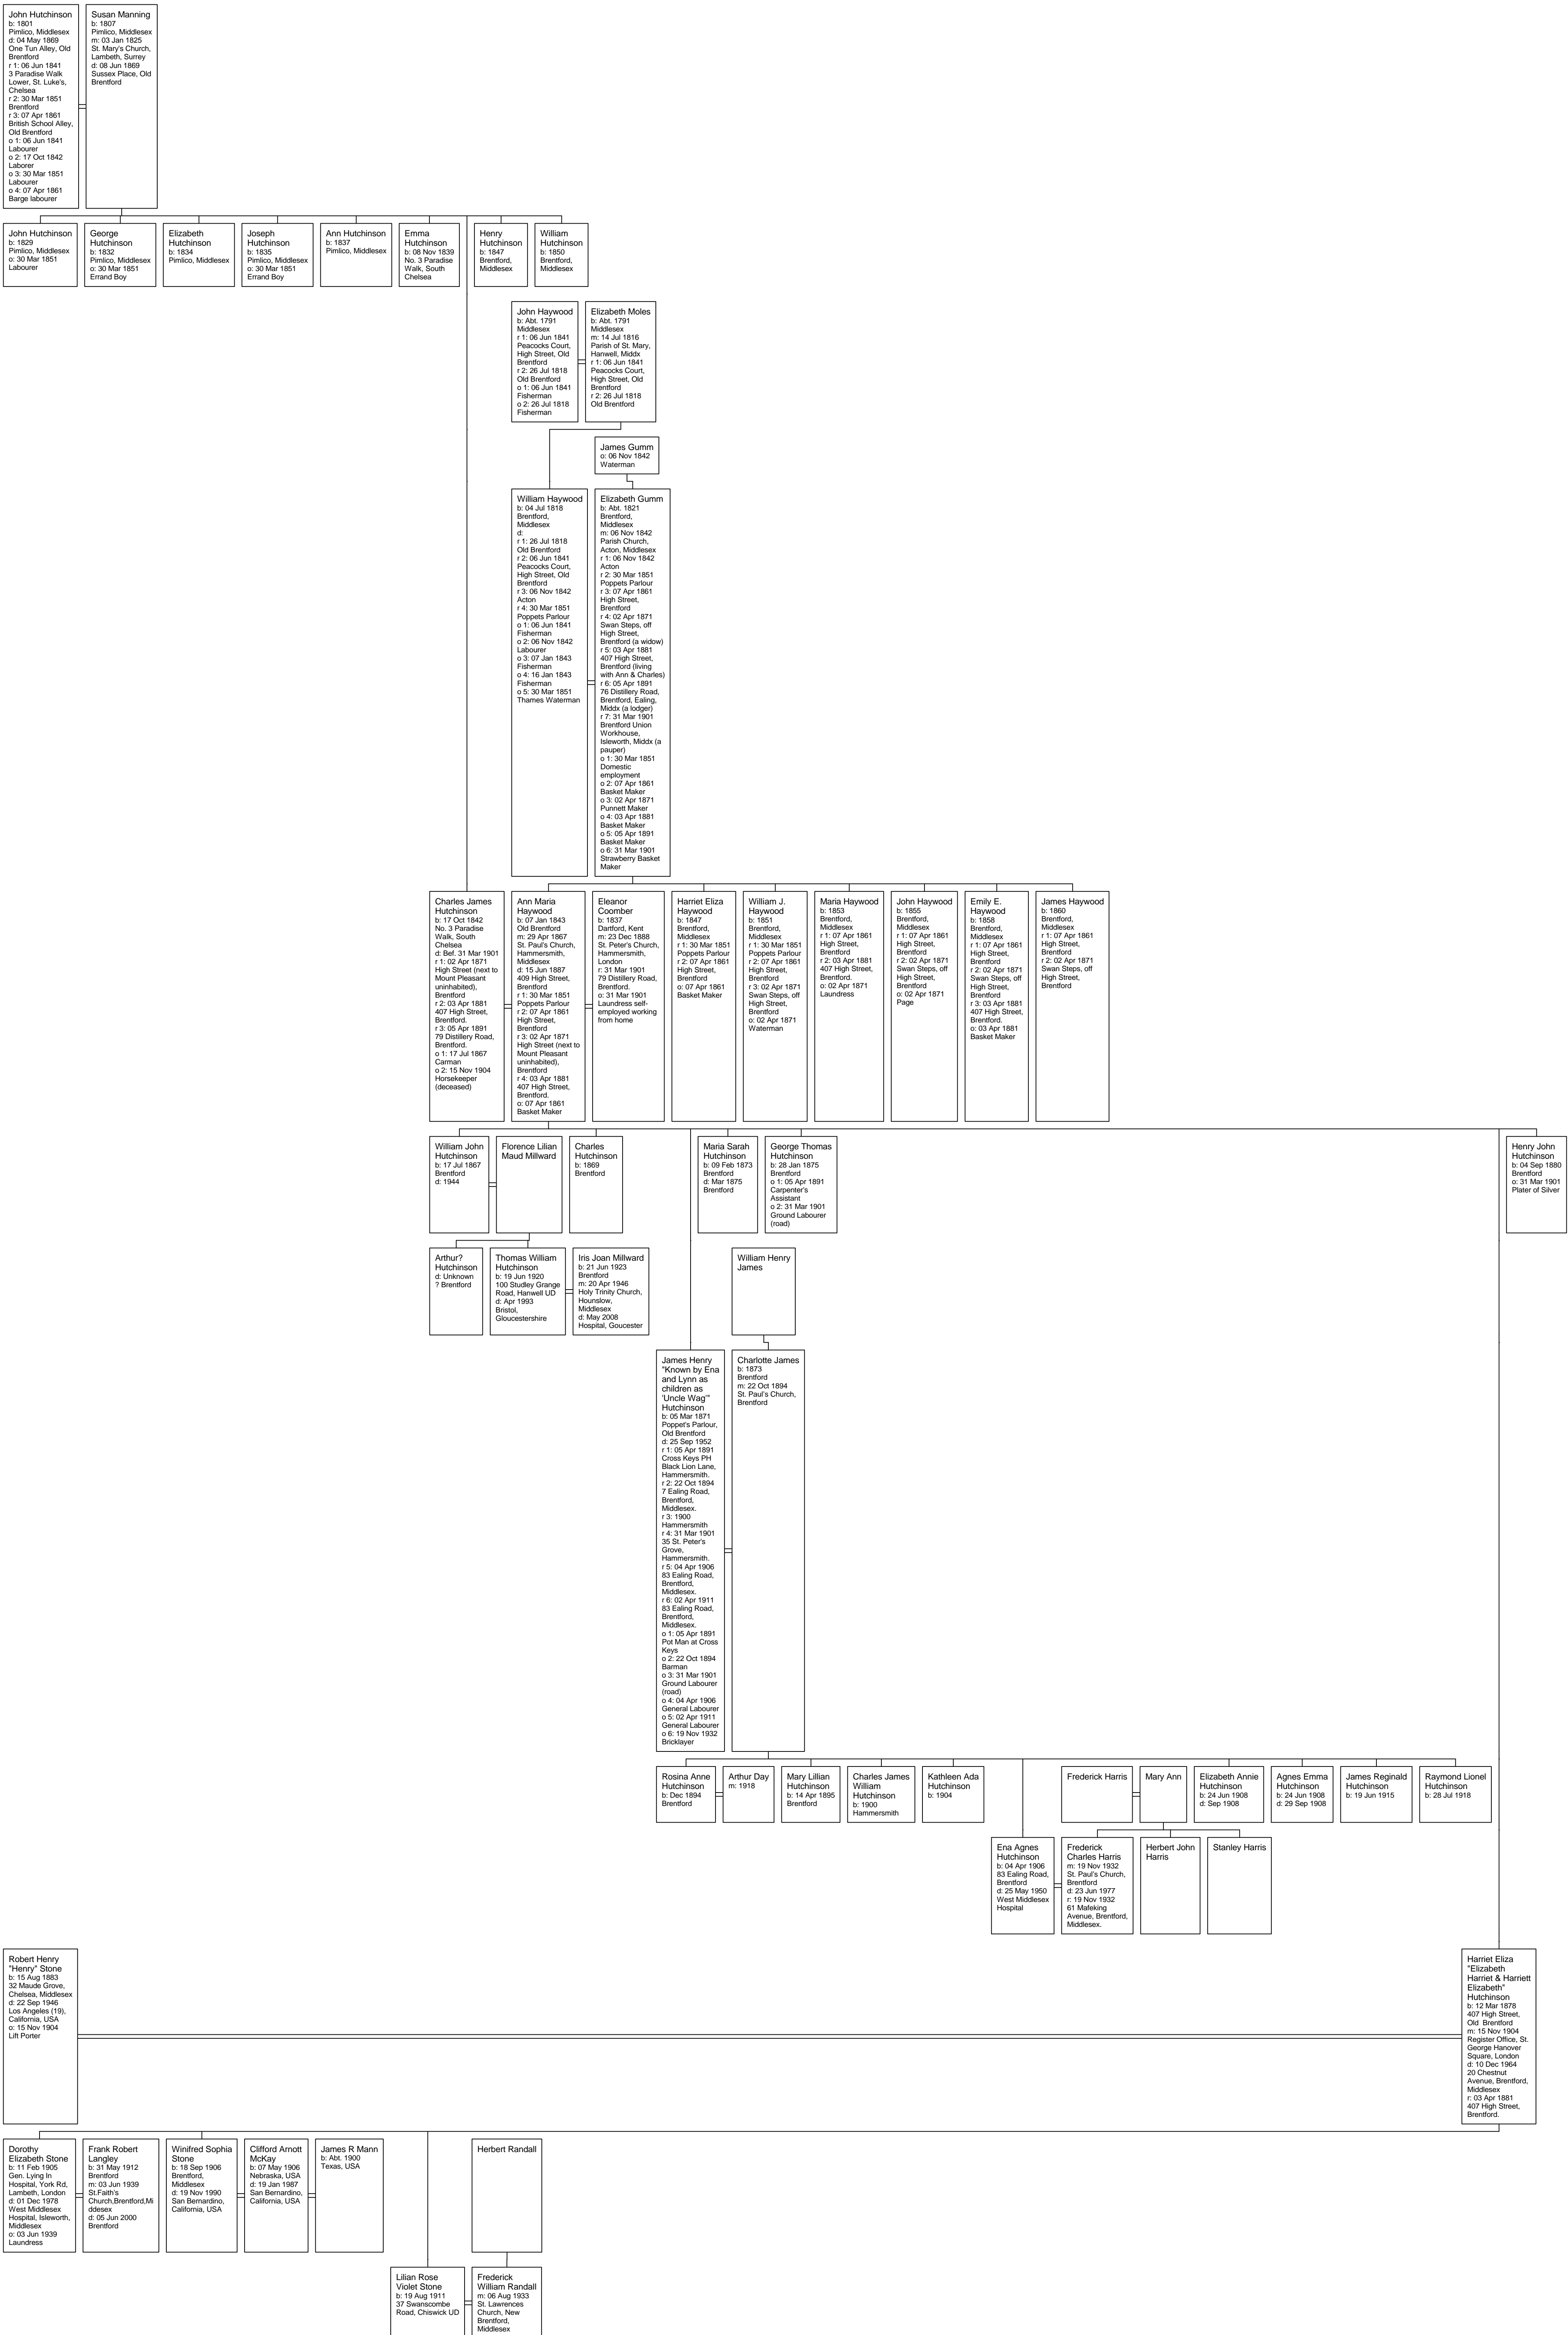 John Hutchinson
b: 1801
Pimlico, Middlesex
d: 04 May 1869
One Tun Alley, Old
Brentford
r 1: 06 Jun 1841
3 Paradise Walk
Lower, St. Luke's,
Chelsea
r 2: 30 Mar 1851
Brentford
r 3: 07 Apr 1861
British School Alley,
Old Brentford
o 1: 06 Jun 1841
Labourer
o 2: 17 Oct 1842
Laborer
o 3: 30 Mar 1851
Labourer
o 4: 07 Apr 1861
Barge labourer
Susan Manning
b: 1807
Pimlico, Middlesex
m: 03 Jan 1825
St. Mary's Church,
Lambeth, Surrey
d: 08 Jun 1869
Sussex Place, Old
Brentford
John Hutchinson
b: 1829
Pimlico, Middlesex
o: 30 Mar 1851
Labourer
George
Hutchinson
b: 1832
Pimlico, Middlesex
o: 30 Mar 1851
Errand Boy
Elizabeth
Hutchinson
b: 1834
Pimlico, Middlesex
Joseph
Hutchinson
b: 1835
Pimlico, Middlesex
o: 30 Mar 1851
Errand Boy
Ann Hutchinson
b: 1837
Pimlico, Middlesex
Emma
Hutchinson
b: 08 Nov 1839
No. 3 Paradise
Walk, South
Chelsea
Henry
Hutchinson
b: 1847
Brentford,
Middlesex
William
Hutchinson
b: 1850
Brentford,
Middlesex
John Haywood
b: Abt. 1791
Middlesex
r 1: 06 Jun 1841
Peacocks Court,
High Street, Old
Brentford
r 2: 26 Jul 1818
Old Brentford
o 1: 06 Jun 1841
Fisherman
o 2: 26 Jul 1818
Fisherman
Elizabeth Moles
b: Abt. 1791
Middlesex
m: 14 Jul 1816
Parish of St. Mary,
Hanwell, Middx
r 1: 06 Jun 1841
Peacocks Court,
High Street, Old
Brentford
r 2: 26 Jul 1818
Old Brentford
James Gumm
o: 06 Nov 1842
Waterman
William Haywood
b: 04 Jul 1818
Brentford,
Middlesex
d:
r 1: 26 Jul 1818
Old Brentford
r 2: 06 Jun 1841
Peacocks Court,
High Street, Old
Brentford
r 3: 06 Nov 1842
Acton
r 4: 30 Mar 1851
Poppets Parlour
o 1: 06 Jun 1841
Fisherman
o 2: 06 Nov 1842
Labourer
o 3: 07 Jan 1843
Fisherman
o 4: 16 Jan 1843
Fisherman
o 5: 30 Mar 1851
Thames Waterman
Elizabeth Gumm
b: Abt. 1821
Brentford,
Middlesex
m: 06 Nov 1842
Parish Church,
Acton, Middlesex
r 1: 06 Nov 1842
Acton
r 2: 30 Mar 1851
Poppets Parlour
r 3: 07 Apr 1861
High Street,
Brentford
r 4: 02 Apr 1871
Swan Steps, off
High Street,
Brentford (a widow)
r 5: 03 Apr 1881
407 High Street,
Brentford (living
with Ann & Charles)
r 6: 05 Apr 1891
76 Distillery Road,
Brentford, Ealing,
Middx (a lodger)
r 7: 31 Mar 1901
Brentford Union
Workhouse,
Isleworth, Middx (a
pauper)
o 1: 30 Mar 1851
Domestic
employment
o 2: 07 Apr 1861
Basket Maker
o 3: 02 Apr 1871
Punnett Maker
o 4: 03 Apr 1881
Basket Maker
o 5: 05 Apr 1891
Basket Maker
o 6: 31 Mar 1901
Strawberry Basket
Maker
Charles James
Hutchinson
b: 17 Oct 1842
No. 3 Paradise
Walk, South
Chelsea
d: Bef. 31 Mar 1901
r 1: 02 Apr 1871
High Street (next to
Mount Pleasant
uninhabited),
Brentford
r 2: 03 Apr 1881
407 High Street,
Brentford.
r 3: 05 Apr 1891
79 Distillery Road,
Brentford.
o 1: 17 Jul 1867
Carman
o 2: 15 Nov 1904
Horsekeeper
(deceased)
Ann Maria
Haywood
b: 07 Jan 1843
Old Brentford
m: 29 Apr 1867
St. Paul's Church,
Hammersmith,
Middlesex
d: 15 Jun 1887
409 High Street,
Brentford
r 1: 30 Mar 1851
Poppets Parlour
r 2: 07 Apr 1861
High Street,
Brentford
r 3: 02 Apr 1871
High Street (next to
Mount Pleasant
uninhabited),
Brentford
r 4: 03 Apr 1881
407 High Street,
Brentford.
o: 07 Apr 1861
Basket Maker
Eleanor
Coomber
b: 1837
Dartford, Kent
m: 23 Dec 1888
St. Peter's Church,
Hammersmith,
London
r: 31 Mar 1901
79 Distillery Road,
Brentford.
o: 31 Mar 1901
Laundress self-
employed working
from home
Harriet Eliza
Haywood
b: 1847
Brentford,
Middlesex
r 1: 30 Mar 1851
Poppets Parlour
r 2: 07 Apr 1861
High Street,
Brentford
o: 07 Apr 1861
Basket Maker
William J.
Haywood
b: 1851
Brentford,
Middlesex
r 1: 30 Mar 1851
Poppets Parlour
r 2: 07 Apr 1861
High Street,
Brentford
r 3: 02 Apr 1871
Swan Steps, off
High Street,
Brentford
o: 02 Apr 1871
Waterman
Maria Haywood
b: 1853
Brentford,
Middlesex
r 1: 07 Apr 1861
High Street,
Brentford
r 2: 03 Apr 1881
407 High Street,
Brentford.
o: 02 Apr 1871
Laundress
John Haywood
b: 1855
Brentford,
Middlesex
r 1: 07 Apr 1861
High Street,
Brentford
r 2: 02 Apr 1871
Swan Steps, off
High Street,
Brentford
o: 02 Apr 1871
Page
Emily E.
Haywood
b: 1858
Brentford,
Middlesex
r 1: 07 Apr 1861
High Street,
Brentford
r 2: 02 Apr 1871
Swan Steps, off
High Street,
Brentford
r 3: 03 Apr 1881
407 High Street,
Brentford.
o: 03 Apr 1881
Basket Maker
James Haywood
b: 1860
Brentford,
Middlesex
r 1: 07 Apr 1861
High Street,
Brentford
r 2: 02 Apr 1871
Swan Steps, off
High Street,
Brentford
William John
Hutchinson
b: 17 Jul 1867
Brentford
d: 1944
Florence Lilian
Maud Millward
Charles
Hutchinson
b: 1869
Brentford
Maria Sarah
Hutchinson
b: 09 Feb 1873
Brentford
d: Mar 1875
Brentford
George Thomas
Hutchinson
b: 28 Jan 1875
Brentford
o 1: 05 Apr 1891
Carpenter's
Assistant
o 2: 31 Mar 1901
Ground Labourer
(road)
Henry John
Hutchinson
b: 04 Sep 1880
Brentford
o: 31 Mar 1901
Plater of Silver
Arthur?
Hutchinson
d: Unknown
? Brentford
Thomas William
Hutchinson
b: 19 Jun 1920
100 Studley Grange
Road, Hanwell UD
d: Apr 1993
Bristol,
Gloucestershire
Iris Joan Millward
b: 21 Jun 1923
Brentford
m: 20 Apr 1946
Holy Trinity Church,
Hounslow,
Middlesex
d: May 2008
Hospital, Goucester
William Henry
James
James Henry
"Known by Ena
and Lynn as
children as
'Uncle Wag'"
Hutchinson
b: 05 Mar 1871
Poppet's Parlour,
Old Brentford
d: 25 Sep 1952
r 1: 05 Apr 1891
Cross Keys PH
Black Lion Lane,
Hammersmith.
r 2: 22 Oct 1894
7 Ealing Road,
Brentford,
Middlesex.
r 3: 1900
Hammersmith
r 4: 31 Mar 1901
35 St. Peter's
Grove,
Hammersmith.
r 5: 04 Apr 1906
83 Ealing Road,
Brentford,
Middlesex.
r 6: 02 Apr 1911
83 Ealing Road,
Brentford,
Middlesex.
o 1: 05 Apr 1891
Pot Man at Cross
Keys
o 2: 22 Oct 1894
Barman
o 3: 31 Mar 1901
Ground Labourer
(road)
o 4: 04 Apr 1906
General Labourer
o 5: 02 Apr 1911
General Labourer
o 6: 19 Nov 1932
Bricklayer
Charlotte James
b: 1873
Brentford
m: 22 Oct 1894
St. Paul's Church,
Brentford
Rosina Anne
Hutchinson
b: Dec 1894
Brentford
Arthur Day
m: 1918
Mary Lillian
Hutchinson
b: 14 Apr 1895
Brentford
Charles James
William
Hutchinson
b: 1900
Hammersmith
Kathleen Ada
Hutchinson
b: 1904
Frederick Harris
Mary Ann
Elizabeth Annie
Hutchinson
b: 24 Jun 1908
d: Sep 1908
Agnes Emma
Hutchinson
b: 24 Jun 1908
d: 29 Sep 1908
James Reginald
Hutchinson
b: 19 Jun 1915
Raymond Lionel
Hutchinson
b: 28 Jul 1918
Ena Agnes
Hutchinson
b: 04 Apr 1906
83 Ealing Road,
Brentford
d: 25 May 1950
West Middlesex
Hospital
Frederick
Charles Harris
m: 19 Nov 1932
St. Paul's Church,
Brentford
d: 23 Jun 1977
r: 19 Nov 1932
61 Mafeking
Avenue, Brentford,
Middlesex.
Herbert John
Harris
Stanley Harris
Robert Henry
"Henry" Stone
b: 15 Aug 1883
32 Maude Grove,
Chelsea, Middlesex
d: 22 Sep 1946
Los Angeles (19),
California, USA
o: 15 Nov 1904
Lift Porter
Harriet Eliza
"Elizabeth
Harriet & Harriett
Elizabeth"
Hutchinson
b: 12 Mar 1878
407 High Street,
Old  Brentford
m: 15 Nov 1904
Register Office, St.
George Hanover
Square, London
d: 10 Dec 1964
20 Chestnut
Avenue, Brentford,
Middlesex
r: 03 Apr 1881
407 High Street,
Brentford.
Dorothy
Elizabeth Stone
b: 11 Feb 1905
Gen. Lying In
Hospital, York Rd,
Lambeth, London
d: 01 Dec 1978
West Middlesex
Hospital, Isleworth,
Middlesex
o: 03 Jun 1939
Laundress
Frank Robert
Langley
b: 31 May 1912
Brentford
m: 03 Jun 1939
St.Faith's
Church,Brentford,Mi
ddesex
d: 05 Jun 2000
Brentford
Winifred Sophia
Stone
b: 18 Sep 1906
Brentford,
Middlesex
d: 19 Nov 1990
San Bernardino,
California, USA
Clifford Arnott
McKay
b: 07 May 1906
Nebraska, USA
d: 19 Jan 1987
San Bernardino,
California, USA
James R Mann
b: Abt. 1900
Texas, USA
Herbert Randall
Lilian Rose
Violet Stone
b: 19 Aug 1911
37 Swanscombe
Road, Chiswick UD
Frederick
William Randall
m: 06 Aug 1933
St. Lawrences
Church, New
Brentford,
Middlesex